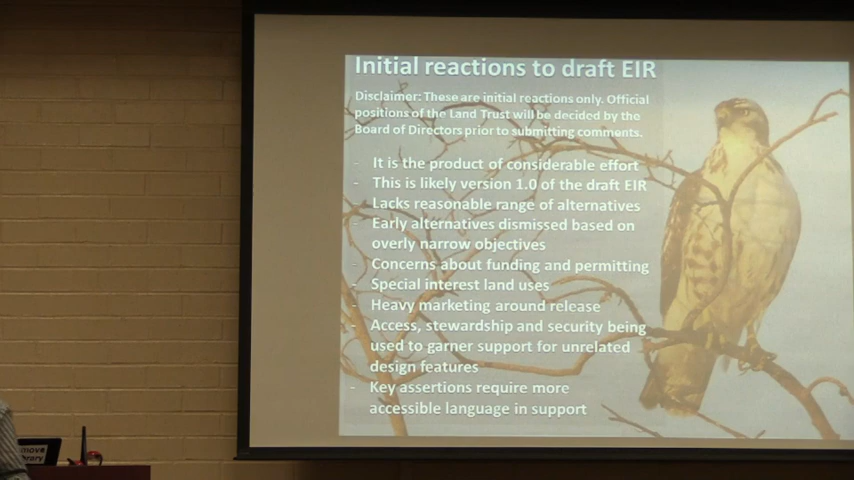 Initial reactions to draft EIR
Disclaimer: These are initial reactions only. Official
positions of the Land Trust will be decided by the
Board of Directors prior to submitting comments.
- It is the product of considerable effort
- This is likely version 1.0 of the draft EIR
- Lacks reasonable range of alternatives
- Early alternatives dismissed based on
overly narrow objectives
- Concerns about funding and permitting
- Special interest land uses
- Heavy marketing around release
- Access, stewardship and security being
used to garner support for unrelated
design features
- Key assertions require more
accessible language in support